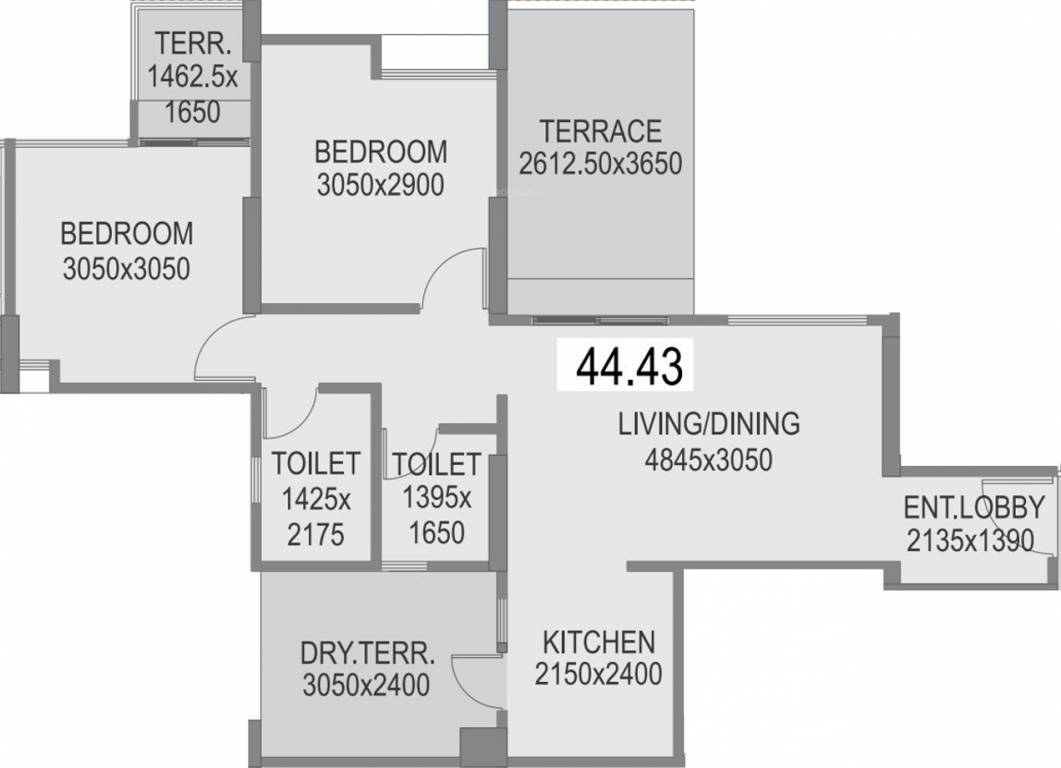 TERR.
1462.5x
1650
BEDROOM
3050x2900
TERRACE
2612.50x3650
BEDROOM
3050x3050
44.43
LIVING/DINING
4845x3050
TOILET
1425x
2175
TOILET
1395x
1650
ENT.LOBBY
2135x1390
DRY.TERR.
3050x2400
KITCHEN
2150x2400